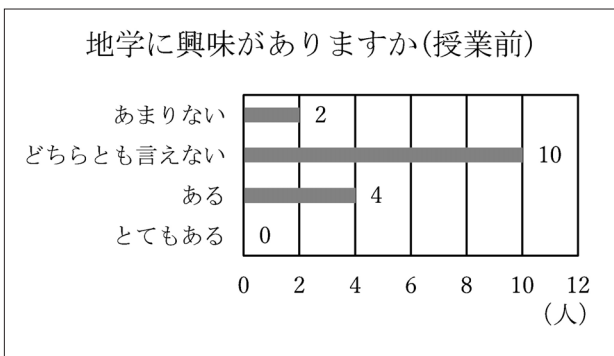 地学に興味がありますか(授業前)
あまりない 2
どちらとも言えない 10
ある 4
とてもある 0
0 2 4 6 8 10 12
(人)